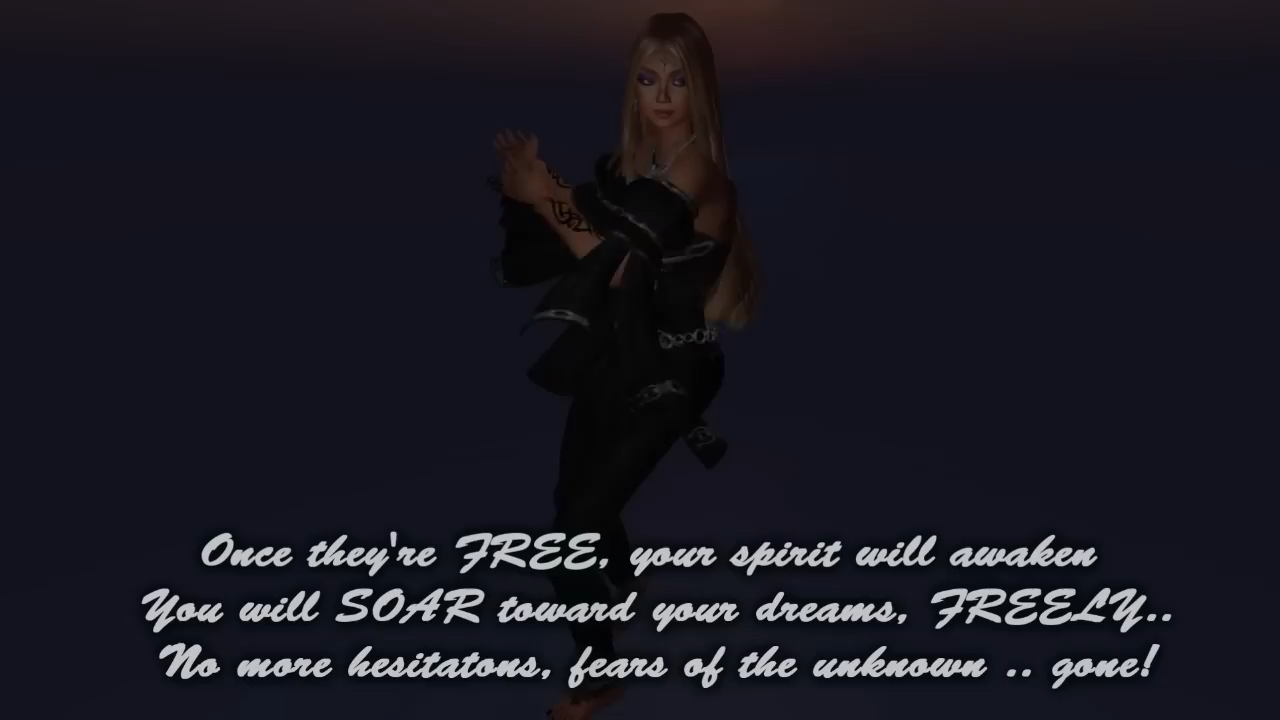 Once they're FREE, your spirit will awaken
You will SOAR toward your dreams, FREELY..
No more hesitatons, fears of the unknown .. gone!